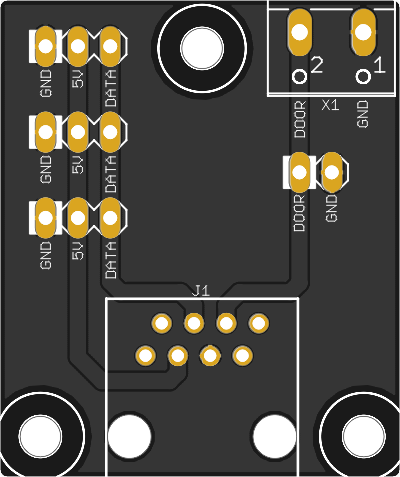 GND 5V DATA
2 1
DOOR X1 GND
GND 5V DATA
DOOR GND
GND 5V DATA
J1